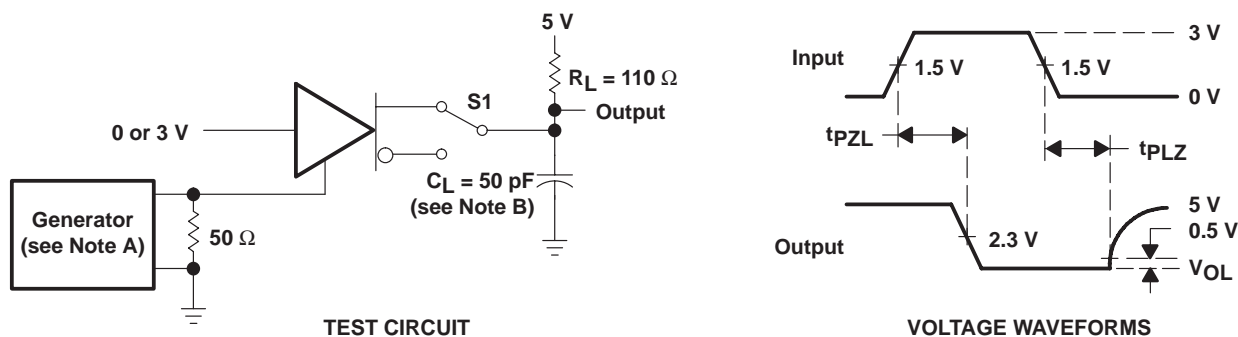 5 V
R_L = 110 Ω
S1
Output
0 or 3 V
C_L = 50 pF
(see Note B)
Generator
(see Note A)
50 Ω
TEST CIRCUIT
3 V
Input
1.5 V
1.5 V
0 V
t_PZL
t_PLZ
5 V
0.5 V
Output
2.3 V
V_OL
VOLTAGE WAVEFORMS